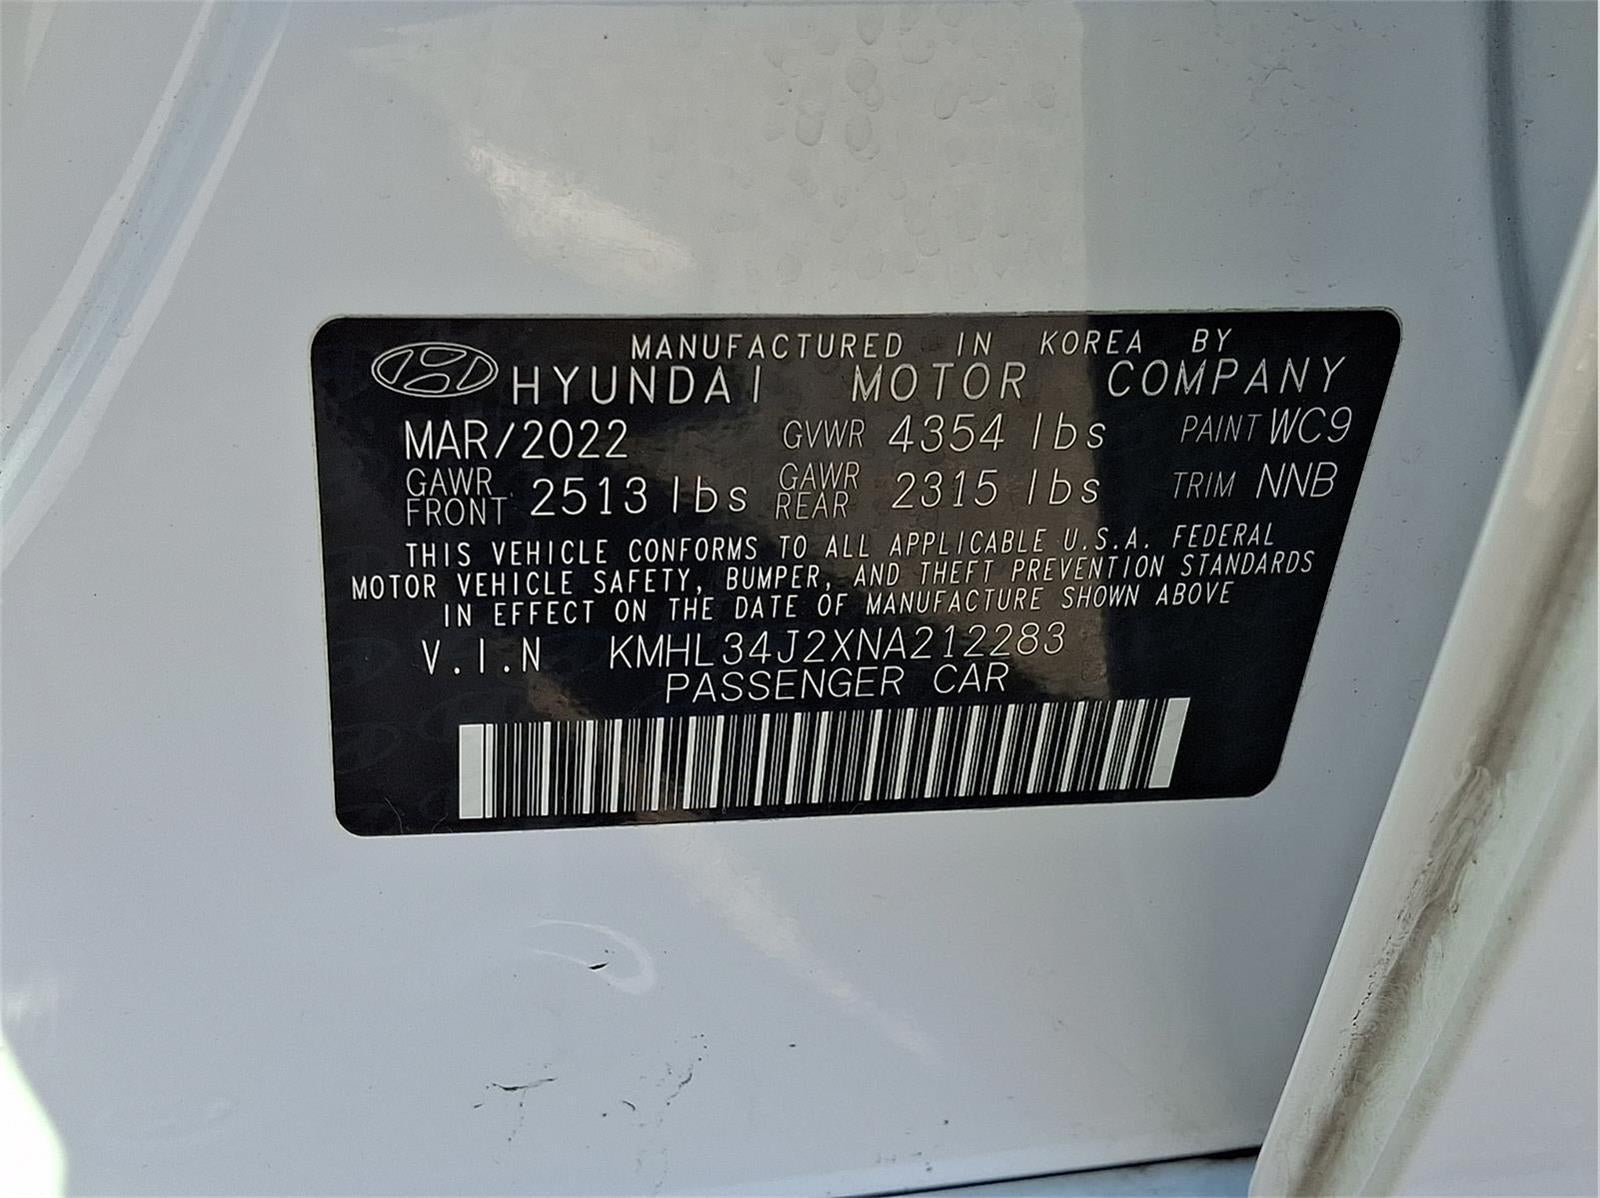 MANUFACTURED IN KOREA BY
HYUNDAI MOTOR COMPANY
MAR/2022 GVWR 4354 lbs PAINT WC9
GAWR FRONT 2513 lbs GAWR REAR 2315 lbs TRIM NNB
THIS VEHICLE CONFORMS TO ALL APPLICABLE U.S.A. FEDERAL
MOTOR VEHICLE SAFETY, BUMPER, AND THEFT PREVENTION STANDARDS
IN EFFECT ON THE DATE OF MANUFACTURE SHOWN ABOVE
V.I.N KMHL34J2XNA212283
PASSENGER CAR